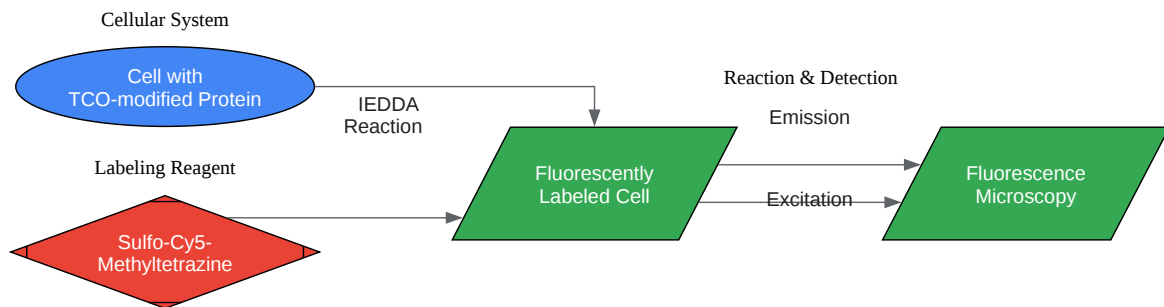 Cellular System
Cell with
TCO-modified Protein
IEDDA
Reaction
Labeling Reagent
Sulfo-Cy5-
Methyltetrazine
Fluorescently
Labeled Cell
Reaction & Detection
Emission
Excitation
Fluorescence
Microscopy